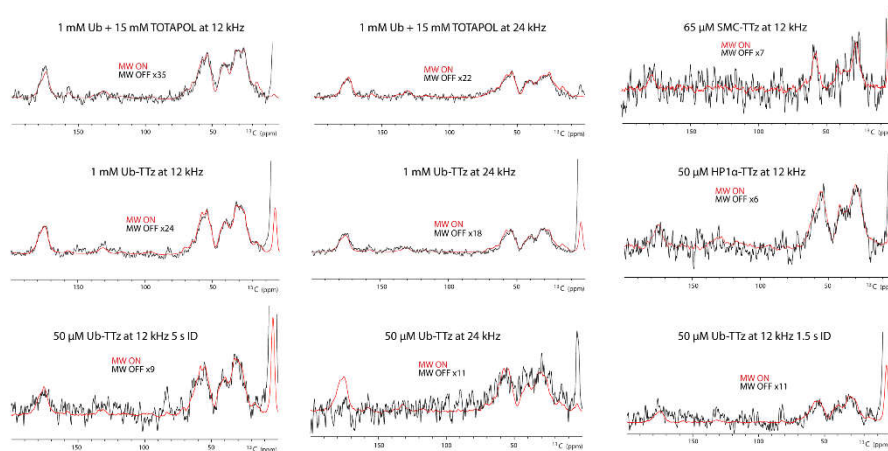 1 mM Ub + 15 mM TOTAPOL at 12 kHz
MW ON
MW OFF x35
150 100 50 ¹³C (ppm)
1 mM Ub + 15 mM TOTAPOL at 24 kHz
MW ON
MW OFF x22
150 100 50 ¹³C (ppm)
65 μM SMC-TTz at 12 kHz
MW ON
MW OFF x7
150 100 50 ¹³C (ppm)
1 mM Ub-TTz at 12 kHz
MW ON
MW OFF x24
150 100 50 ¹³C (ppm)
1 mM Ub-TTz at 24 kHz
MW ON
MW OFF x18
150 100 50 ¹³C (ppm)
50 μM HP1α-TTz at 12 kHz
MW ON
MW OFF x6
150 100 50 ¹³C (ppm)
50 μM Ub-TTz at 12 kHz 5 s ID
MW ON
MW OFF x9
150 100 50 ¹³C (ppm)
50 μM Ub-TTz at 24 kHz
MW ON
MW OFF x11
150 100 50 ¹³C (ppm)
50 μM Ub-TTz at 12 kHz 1.5 s ID
MW ON
MW OFF x11
150 100 50 ¹³C (ppm)